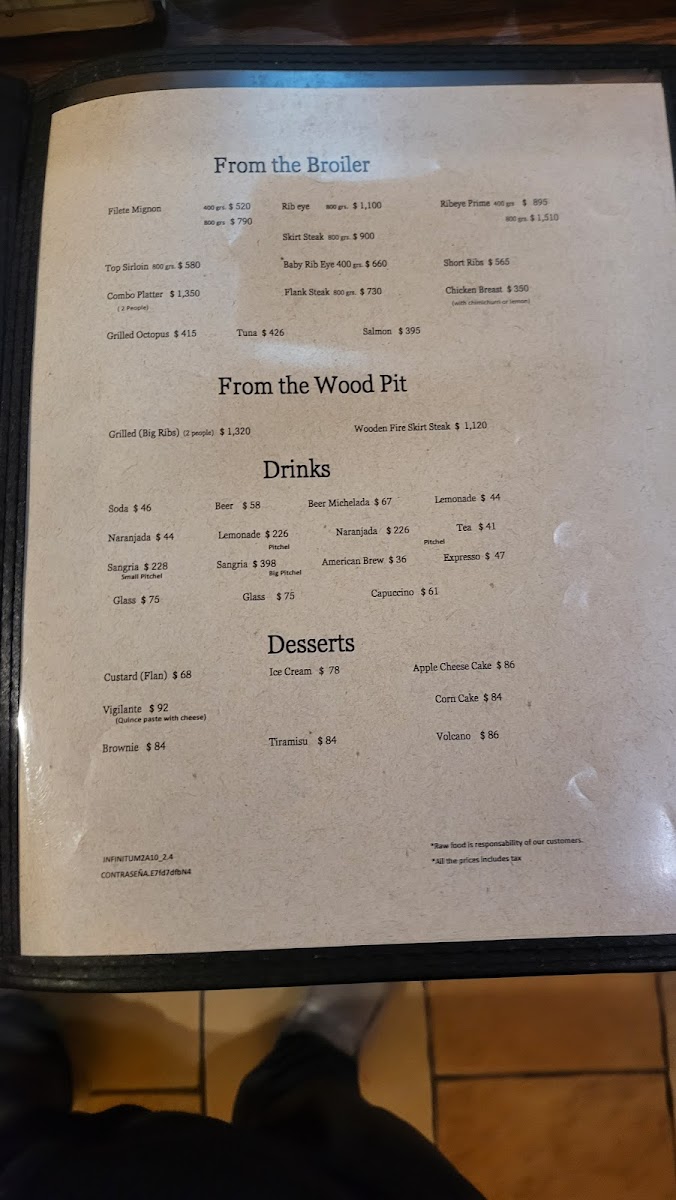 From the Broiler
Filete Mignon 400 grs. $ 520 Rib eye 800 grs. $ 1,100 Ribeye Prime 400 grs $ 895
800 grs $ 790 800 grs $ 1,510
Skirt Steak 800 grs. $ 900
Top Sirloin 800 grs. $ 580 Baby Rib Eye 400 grs. $ 660 Short Ribs $ 565
Combo Platter $ 1,350 Flank Steak 800 grs. $ 730 Chicken Breast $ 350
( 2 People) (with chimichurri or lemon)
Grilled Octopus $ 415 Tuna $ 426 Salmon $ 395
From the Wood Pit
Grilled (Big Ribs) (2 people) $ 1,320 Wooden Fire Skirt Steak $ 1,120
Drinks
Soda $ 46 Beer $ 58 Beer Michelada $ 67 Lemonade $ 44
Naranjada $ 44 Lemonade $ 226 Naranjada $ 226 Tea $ 41
Pitchel Pitchel
Sangria $ 228 Sangria $ 398 American Brew $ 36 Expresso $ 47
Small Pitchel Big Pitchel
Glass $ 75 Glass $ 75 Capuccino $ 61
Desserts
Custard (Flan) $ 68 Ice Cream $ 78 Apple Cheese Cake $ 86
Vigilante $ 92 Corn Cake $ 84
(Quince paste with cheese)
Brownie $ 84 Tiramisu $ 84 Volcano $ 86
INFINITUM2A10_2.4 *Raw food is responsability of our customers.
CONTRASEÑA.E7fd7dfbN4 *All the prices includes tax